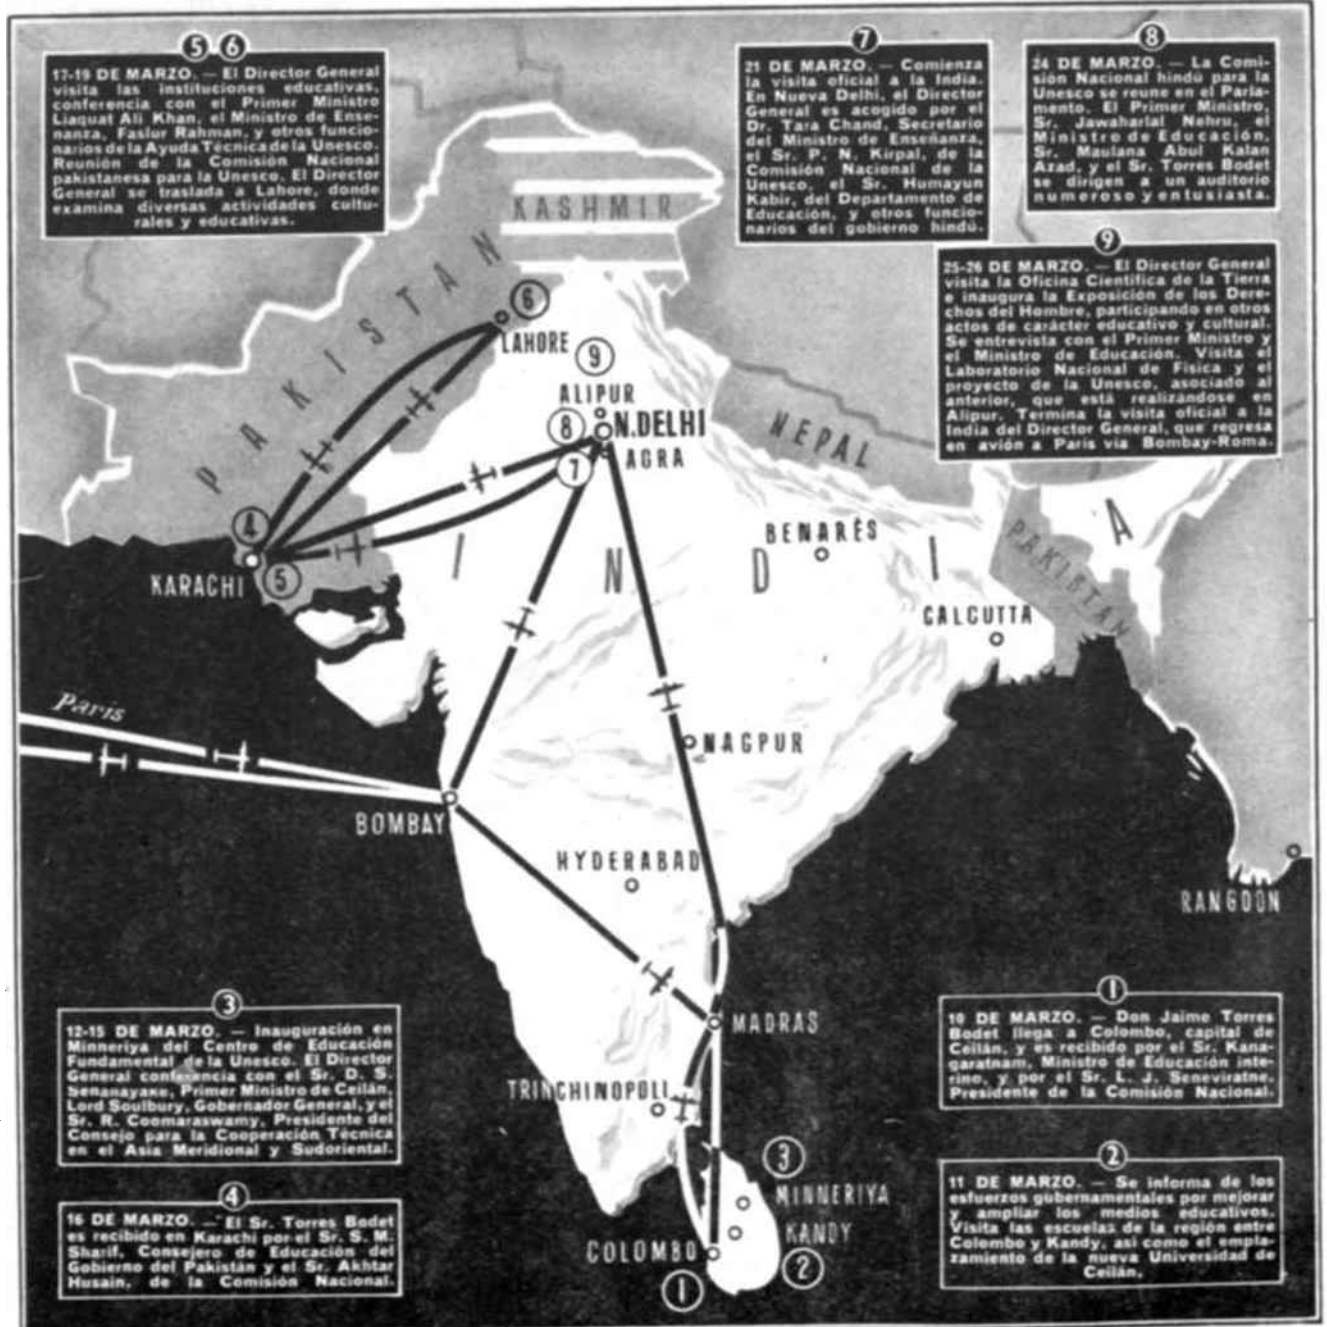 5 6
17-19 DE MARZO. — El Director General
visita las instituciones educativas,
conferencia con el Primer Ministro
Liaquat Ali Khan, el Ministro de Ense-
nanza, Faslur Rahman, y otros funcio-
narios de la Ayuda Técnica de la Unesco.
Reunión de la Comisión Nacional
pakistanesa para la Unesco. El Director
General se traslada a Lahore, donde
examina diversas actividades cultu-
rales y educativas.
7
21 DE MARZO. — Comienza
la visita oficial a la India.
En Nueva Delhi, el Director
General es acogido por el
Dr. Tara Chand, Secretario
del Ministro de Enseñanza,
el Sr. P. N. Kirpal, de la
Comisión Nacional de la
Unesco, el Sr. Humayun
Kabir, del Departamento de
Educación, y otros funcio-
narios del gobierno hindú.
8
24 DE MARZO. — La Comi-
sión Nacional hindú para la
Unesco se reune en el Parla-
mento. El Primer Ministro,
Sr. Jawaharlal Nehru, el
Ministro de Educación,
Sr. Maulana Abul Kalan
Azad, y el Sr. Torres Bodet
se dirigen a un auditorio
numeroso y entusiasta.
9
25-26 DE MARZO. — El Director General
visita la Oficina Científica de la Tierra
e inaugura la Exposición de los Dere-
chos del Hombre, participando en otros
actos de carácter educativo y cultural.
Se entrevista con el Primer Ministro y
el Ministro de Educación. Visita el
Laboratorio Nacional de Física y el
proyecto de la Unesco, asociado al
anterior, que está realizándose en
Alipur. Termina la visita oficial a la
India del Director General, que regresa
en avión a Paris via Bombay-Roma.
KASHMIR
PAKISTAN
6
LAHORE
9
ALIPUR
8
N.DELHI
7
AGRA
NEPAL
4
KARACHI
5
INDIA
BENARÉS
PAKISTAN
CALCUTTA
Paris
NAGPUR
BOMBAY
HYDERABAD
RANGOON
MADRAS
TRINCHINOPOLI
3
MINNERIYA
KANDY
COLOMBO
2
1
3
12-15 DE MARZO. — Inauguración en
Minneriya del Centro de Educación
Fundamental de la Unesco. El Director
General conferencia con el Sr. D. S.
Senanayake, Primer Ministro de Ceilán,
Lord Soulbury, Gobernador General, y el
Sr. R. Coomaraswamy, Presidente del
Consejo para la Cooperación Técnica
en el Asia Meridional y Sudoriental.
4
16 DE MARZO. — El Sr. Torres Bodet
es recibido en Karachi por el Sr. S. M.
Sharif, Consejero de Educación del
Gobierno del Pakistán y el Sr. Akhtar
Husain, de la Comisión Nacional.
1
10 DE MARZO. — Don Jaime Torres
Bodet llega a Colombo, capital de
Ceilán, y es recibido por el Sr. Kana-
garatnam, Ministro de Educación inte-
rino, y por el Sr. L. J. Seneviratne,
Presidente de la Comisión Nacional.
2
11 DE MARZO. — Se informa de los
esfuerzos gubernamentales por mejorar
y ampliar los medios educativos.
Visita las escuelas de la región entre
Colombo y Kandy, así como el empla-
zamiento de la nueva Universidad de
Ceilán.